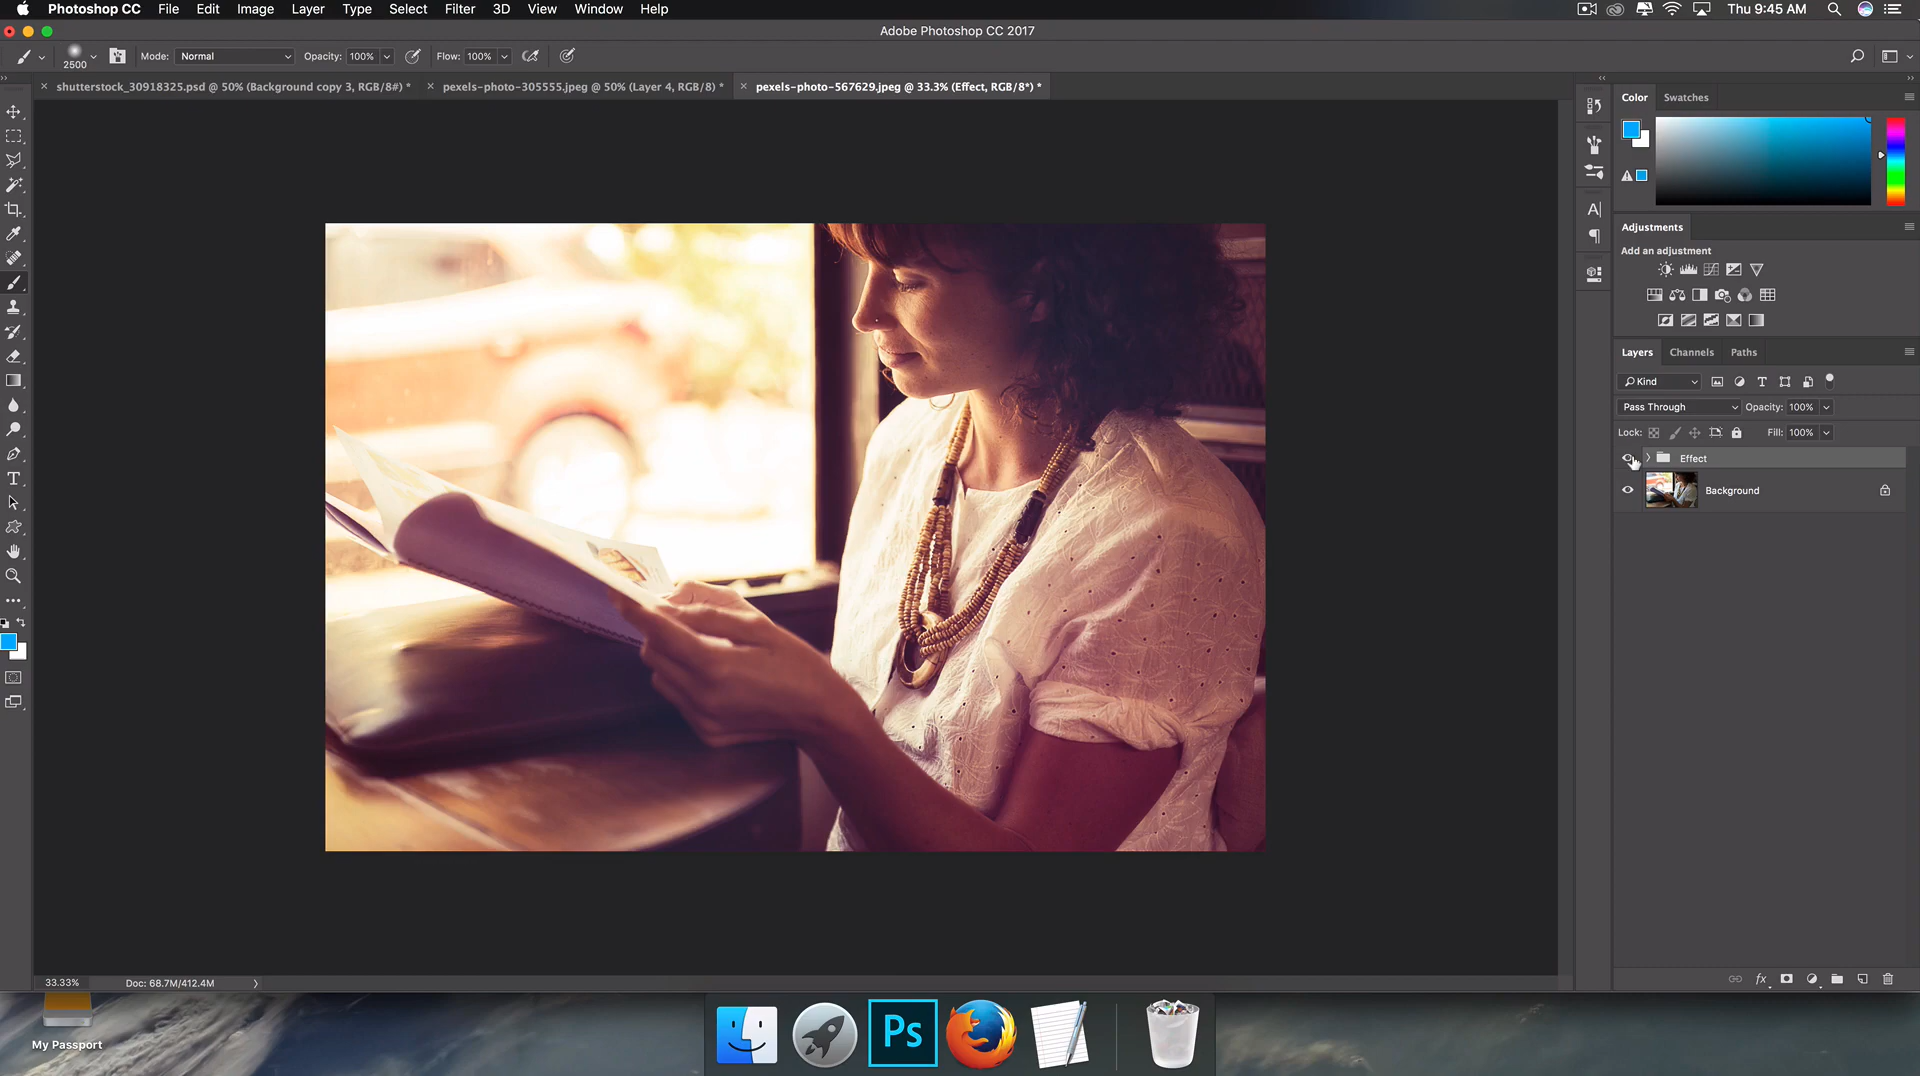 Photoshop CC File Edit Image Layer Type Select Filter 3D View Window Help Thu 9:45 AM
Adobe Photoshop CC 2017
2500 Mode: Normal Opacity: 100% Flow: 100%
shutterstock_30918325.psd @ 50% (Background copy 3, RGB/8#) * pexels-photo-305555.jpeg @ 50% (Layer 4, RGB/8) * pexels-photo-567629.jpeg @ 33.3% (Effect, RGB/8*) *
Color Swatches
Adjustments
Add an adjustment
Layers Channels Paths
Kind
Pass Through Opacity: 100%
Lock: Fill: 100%
Effect
Background
33.33% Doc: 68.7M/412.4M
Ps
My Passport